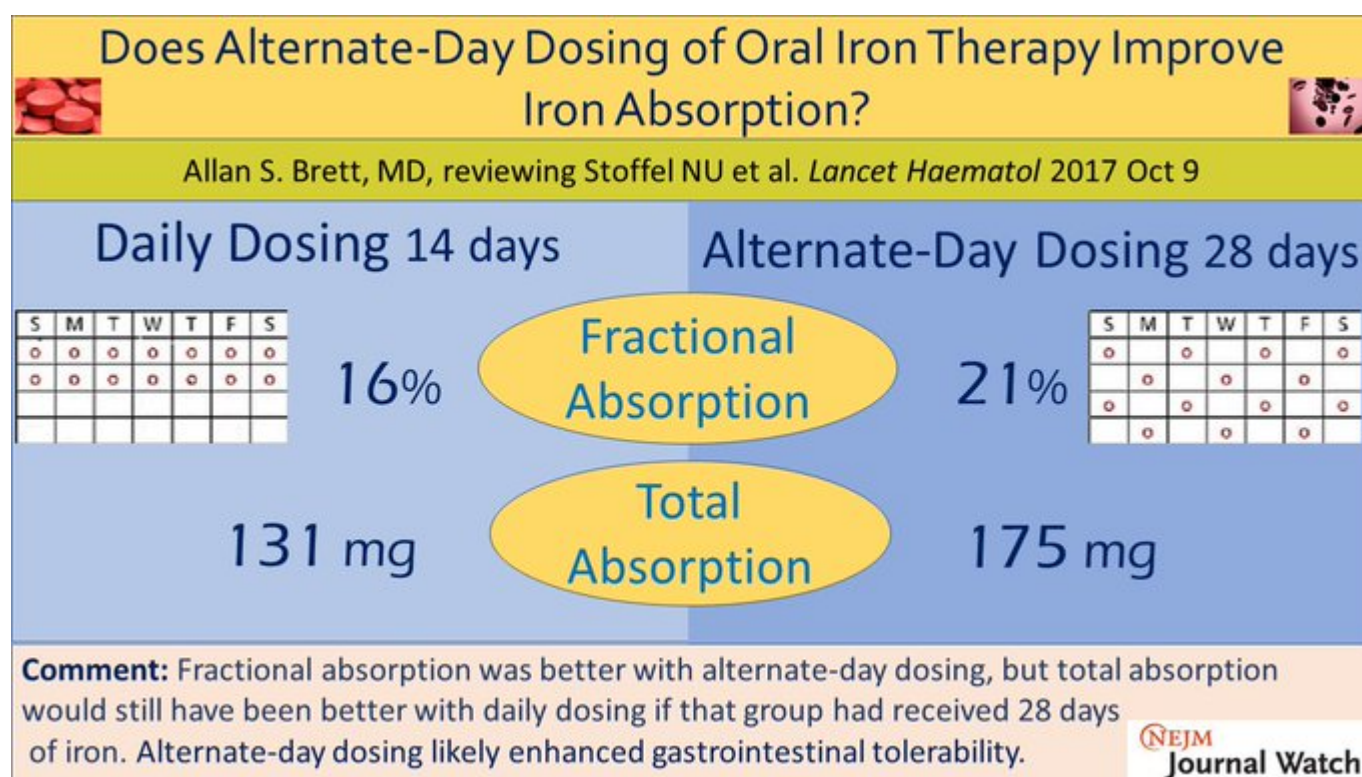 Does Alternate-Day Dosing of Oral Iron Therapy Improve
Iron Absorption?
Allan S. Brett, MD, reviewing Stoffel NU et al. Lancet Haematol 2017 Oct 9
Daily Dosing 14 days
Alternate-Day Dosing 28 days
S M T W T F S
16%
Fractional
Absorption
21%
S M T W T F S
131 mg
Total
Absorption
175 mg
Comment: Fractional absorption was better with alternate-day dosing, but total absorption
would still have been better with daily dosing if that group had received 28 days
of iron. Alternate-day dosing likely enhanced gastrointestinal tolerability.
NEJM
Journal Watch